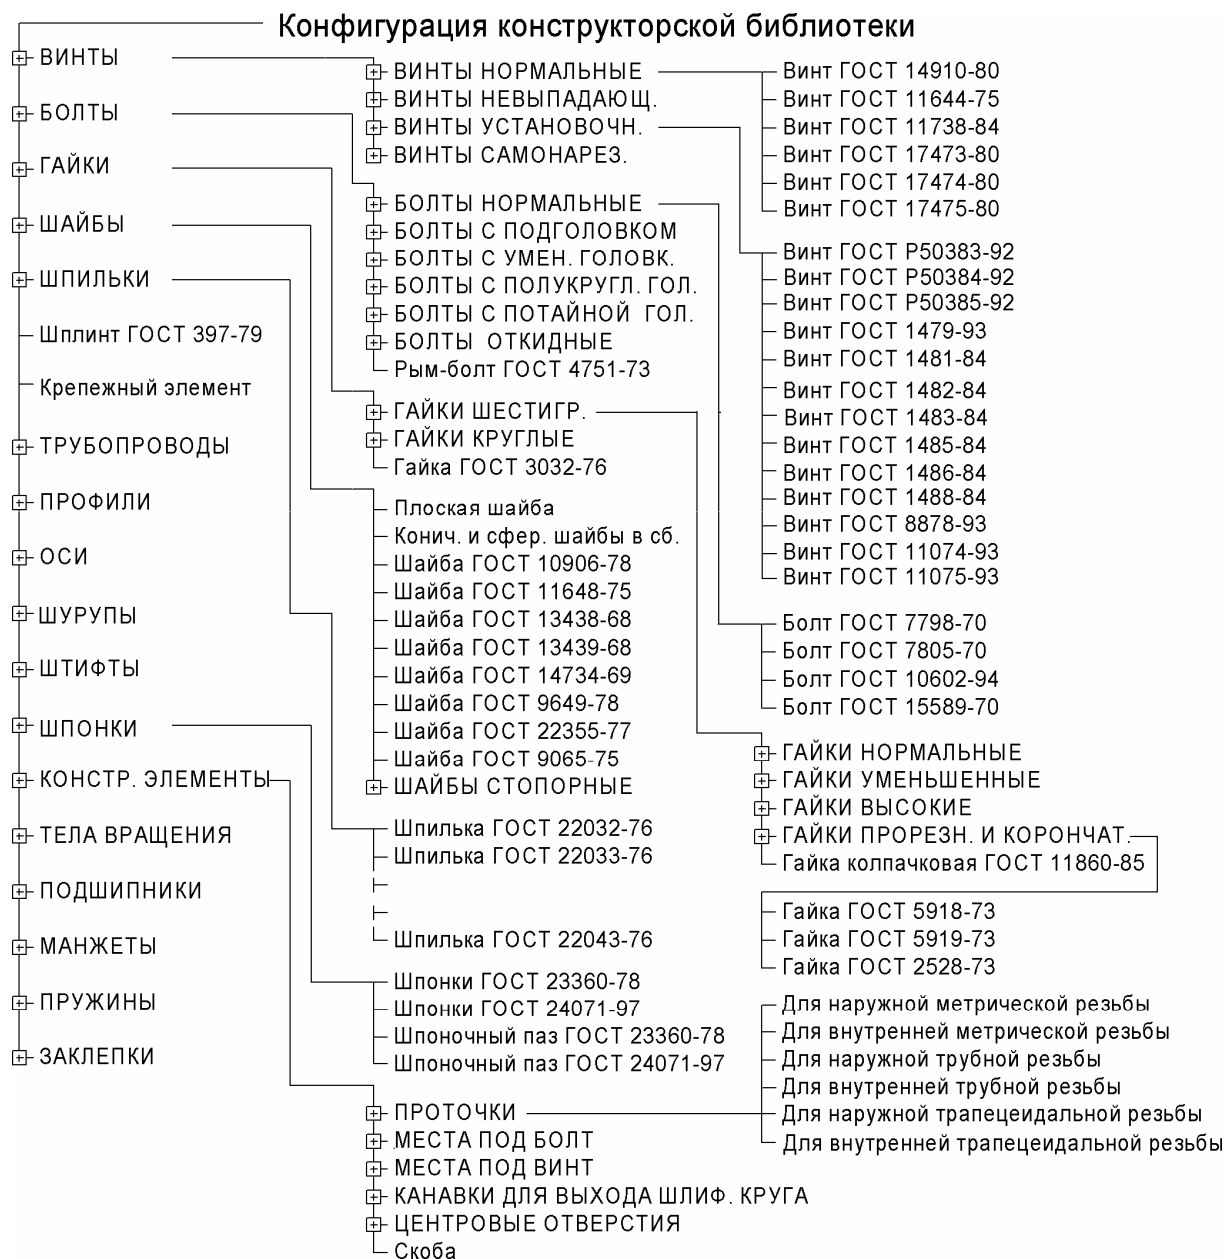 Конфигурация конструкторской библиотеки
ВИНТЫ
БОЛТЫ
ГАЙКИ
ШАЙБЫ
ШПИЛЬКИ
Шплинт ГОСТ 397-79
Крепежный элемент
ТРУБОПРОВОДЫ
ПРОФИЛИ
ОСИ
ШУРУПЫ
ШТИФТЫ
ШПОНКИ
КОНСТР. ЭЛЕМЕНТЫ
ТЕЛА ВРАЩЕНИЯ
ПОДШИПНИКИ
МАНЖЕТЫ
ПРУЖИНЫ
ЗАКЛЕПКИ
ВИНТЫ НОРМАЛЬНЫЕ
ВИНТЫ НЕВЫПАДАЮЩ.
ВИНТЫ УСТАНОВОЧН.
ВИНТЫ САМОНАРЕЗ.
БОЛТЫ НОРМАЛЬНЫЕ
БОЛТЫ С ПОДГОЛОВКОМ
БОЛТЫ С УМЕН. ГОЛОВК.
БОЛТЫ С ПОЛУКРУГЛ. ГОЛ.
БОЛТЫ С ПОТАЙНОЙ ГОЛ.
БОЛТЫ ОТКИДНЫЕ
Рым-болт ГОСТ 4751-73
ГАЙКИ ШЕСТИГР.
ГАЙКИ КРУГЛЫЕ
Гайка ГОСТ 3032-76
Плоская шайба
Конич. и сфер. шайбы в сб.
Шайба ГОСТ 10906-78
Шайба ГОСТ 11648-75
Шайба ГОСТ 13438-68
Шайба ГОСТ 13439-68
Шайба ГОСТ 14734-69
Шайба ГОСТ 9649-78
Шайба ГОСТ 22355-77
Шайба ГОСТ 9065-75
ШАЙБЫ СТОПОРНЫЕ
Шпилька ГОСТ 22032-76
Шпилька ГОСТ 22033-76
Шпилька ГОСТ 22043-76
Шпонки ГОСТ 23360-78
Шпонки ГОСТ 24071-97
Шпоночный паз ГОСТ 23360-78
Шпоночный паз ГОСТ 24071-97
ПРОТОЧКИ
МЕСТА ПОД БОЛТ
МЕСТА ПОД ВИНТ
КАНАВКИ ДЛЯ ВЫХОДА ШЛИФ. КРУГА
ЦЕНТРОВЫЕ ОТВЕРСТИЯ
Скоба
Винт ГОСТ 14910-80
Винт ГОСТ 11644-75
Винт ГОСТ 11738-84
Винт ГОСТ 17473-80
Винт ГОСТ 17474-80
Винт ГОСТ 17475-80
Винт ГОСТ Р50383-92
Винт ГОСТ Р50384-92
Винт ГОСТ Р50385-92
Винт ГОСТ 1479-93
Винт ГОСТ 1481-84
Винт ГОСТ 1482-84
Винт ГОСТ 1483-84
Винт ГОСТ 1485-84
Винт ГОСТ 1486-84
Винт ГОСТ 1488-84
Винт ГОСТ 8878-93
Винт ГОСТ 11074-93
Винт ГОСТ 11075-93
Болт ГОСТ 7798-70
Болт ГОСТ 7805-70
Болт ГОСТ 10602-94
Болт ГОСТ 15589-70
ГАЙКИ НОРМАЛЬНЫЕ
ГАЙКИ УМЕНЬШЕННЫЕ
ГАЙКИ ВЫСОКИЕ
ГАЙКИ ПРОРЕЗН. И КОРОНЧАТ.
Гайка колпачковая ГОСТ 11860-85
Гайка ГОСТ 5918-73
Гайка ГОСТ 5919-73
Гайка ГОСТ 2528-73
Для наружной метрической резьбы
Для внутренней метрической резьбы
Для наружной трубной резьбы
Для внутренней трубной резьбы
Для наружной трапецеидальной резьбы
Для внутренней трапецеидальной резьбы